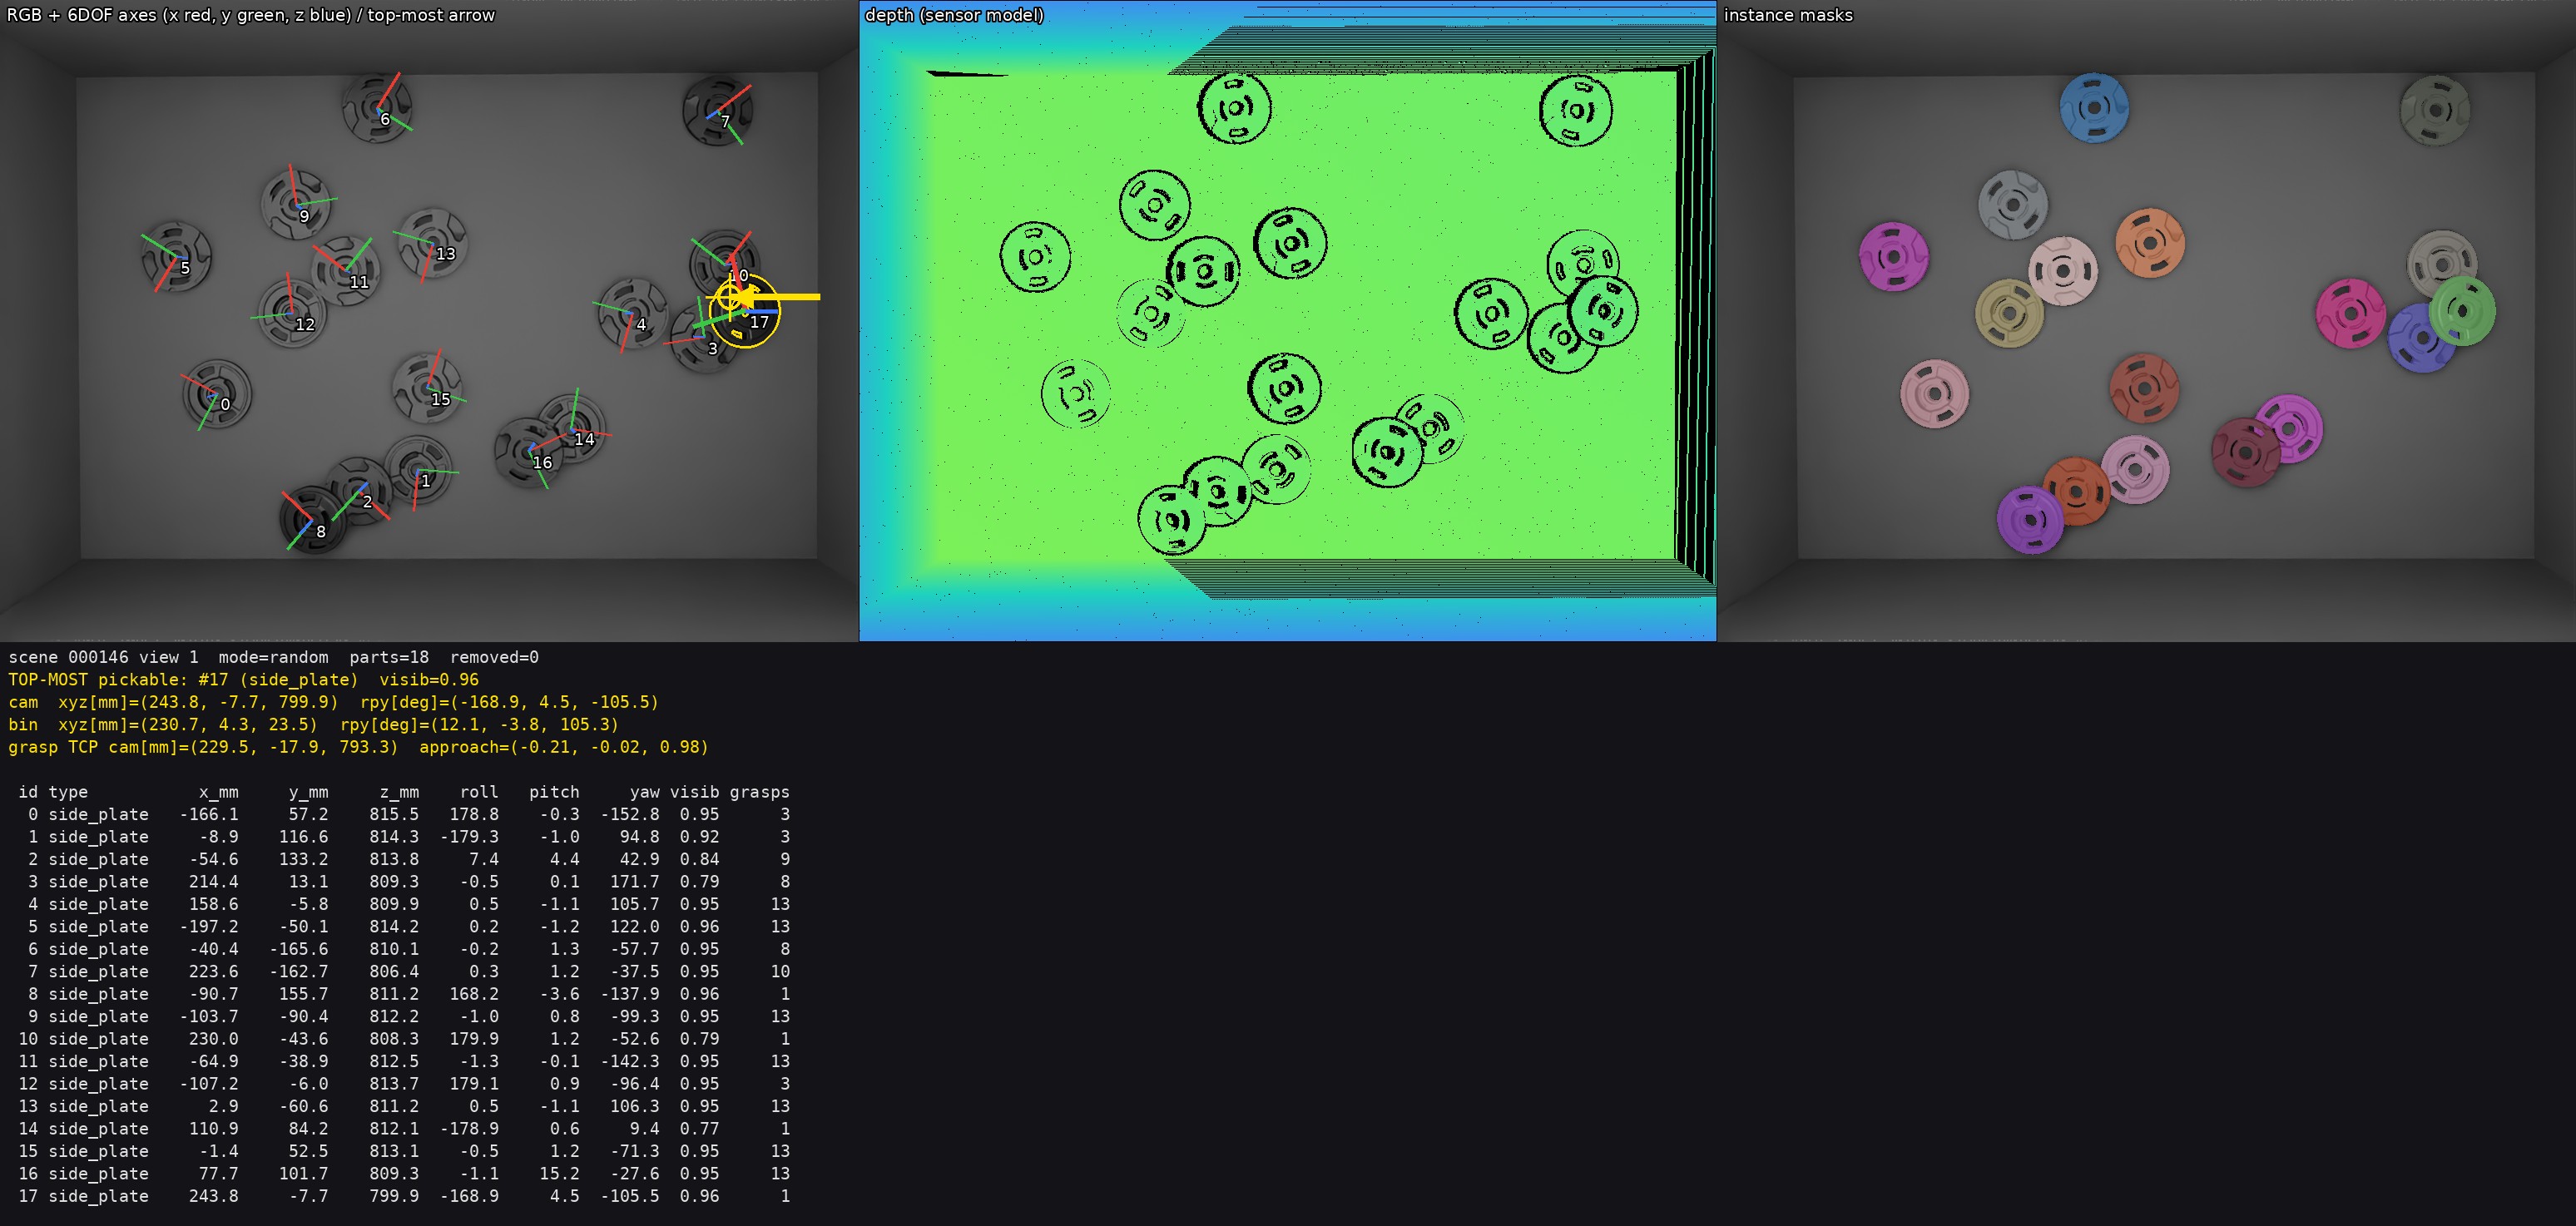 RGB + 6DOF axes (x red, y green, z blue) / top-most arrow
depth (sensor model)
instance masks
6
7
9
5
13
11
10
12
4
17
3
0
15
14
16
1
2
8
scene 000146 view 1  mode=random  parts=18  removed=0
TOP-MOST pickable: #17 (side_plate)  visib=0.96
cam  xyz[mm]=(243.8, -7.7, 799.9)  rpy[deg]=(-168.9, 4.5, -105.5)
bin  xyz[mm]=(230.7, 4.3, 23.5)  rpy[deg]=(12.1, -3.8, 105.3)
grasp TCP cam[mm]=(229.5, -17.9, 793.3)  approach=(-0.21, -0.02, 0.98)
id type x_mm y_mm z_mm roll pitch yaw visib grasps
0 side_plate -166.1 57.2 815.5 178.8 -0.3 -152.8 0.95 3
1 side_plate -8.9 116.6 814.3 -179.3 -1.0 94.8 0.92 3
2 side_plate -54.6 133.2 813.8 7.4 4.4 42.9 0.84 9
3 side_plate 214.4 13.1 809.3 -0.5 0.1 171.7 0.79 8
4 side_plate 158.6 -5.8 809.9 0.5 -1.1 105.7 0.95 13
5 side_plate -197.2 -50.1 814.2 0.2 -1.2 122.0 0.96 13
6 side_plate -40.4 -165.6 810.1 -0.2 1.3 -57.7 0.95 8
7 side_plate 223.6 -162.7 806.4 0.3 1.2 -37.5 0.95 10
8 side_plate -90.7 155.7 811.2 168.2 -3.6 -137.9 0.96 1
9 side_plate -103.7 -90.4 812.2 -1.0 0.8 -99.3 0.95 13
10 side_plate 230.0 -43.6 808.3 179.9 1.2 -52.6 0.79 1
11 side_plate -64.9 -38.9 812.5 -1.3 -0.1 -142.3 0.95 13
12 side_plate -107.2 -6.0 813.7 179.1 0.9 -96.4 0.95 3
13 side_plate 2.9 -60.6 811.2 0.5 -1.1 106.3 0.95 13
14 side_plate 110.9 84.2 812.1 -178.9 0.6 9.4 0.77 1
15 side_plate -1.4 52.5 813.1 -0.5 1.2 -71.3 0.95 13
16 side_plate 77.7 101.7 809.3 -1.1 15.2 -27.6 0.95 13
17 side_plate 243.8 -7.7 799.9 -168.9 4.5 -105.5 0.96 1